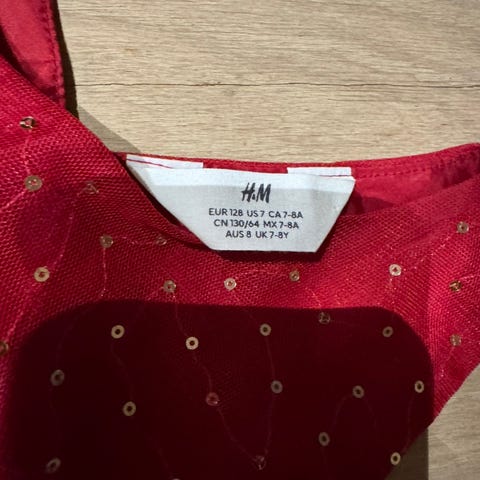 H&M
EUR 128 US 7 CA 7-8A
CN 130/64 MX 7-8A
AUS 8 UK 7-8Y